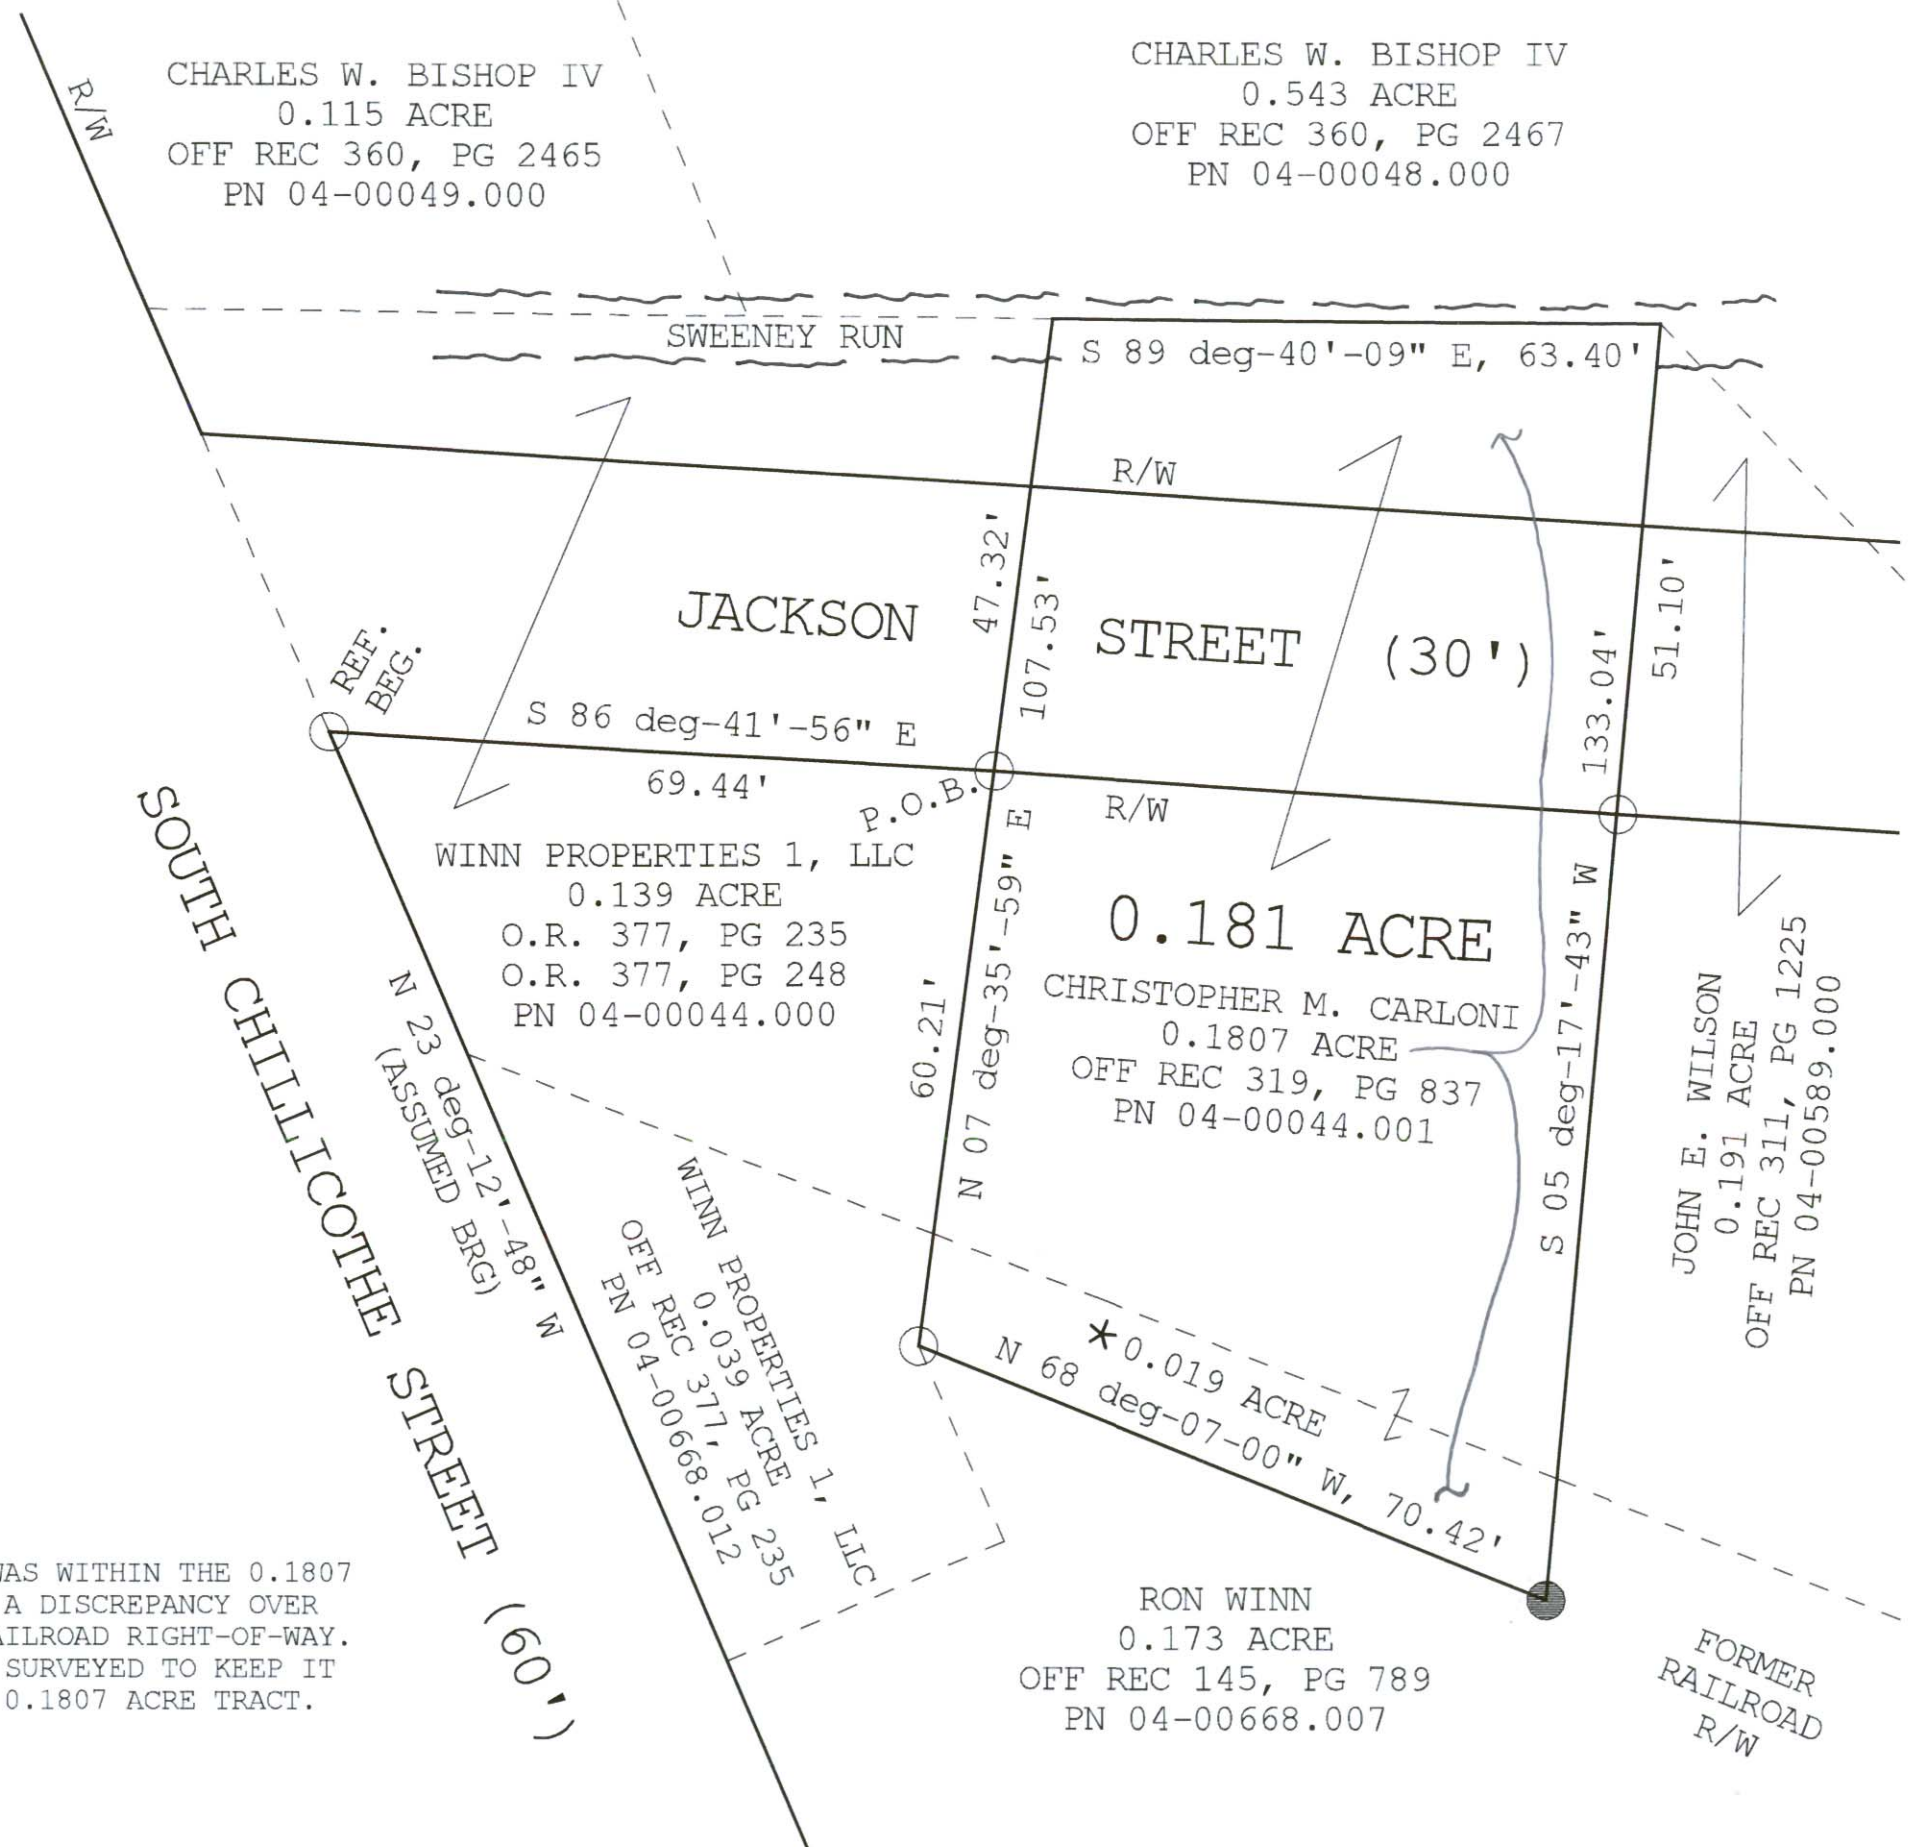 CHARLES W. BISHOP IV
0.115 ACRE
OFF REC 360, PG 2465
PN 04-00049.000
CHARLES W. BISHOP IV
0.543 ACRE
OFF REC 360, PG 2467
PN 04-00048.000
R/W
SWEENEY RUN
S 89 deg-40'-09" E, 63.40'
R/W
JACKSON
STREET (30')
47.32'
107.53'
133.04'
51.10'
REF.
BEG.
S 86 deg-41'-56" E
69.44'
P.O.B.
R/W
WINN PROPERTIES 1, LLC
0.139 ACRE
O.R. 377, PG 235
O.R. 377, PG 248
PN 04-00044.000
0.181 ACRE
CHRISTOPHER M. CARLONI
0.1807 ACRE
OFF REC 319, PG 837
PN 04-00044.001
60.21'
N 07 deg-35'-59" E
S 05 deg-17'-43" W
JOHN E. WILSON
0.191 ACRE
OFF REC 311, PG 1225
PN 04-00589.000
SOUTH CHILLICOTHE STREET (60')
N 23 deg-12'-48" W
(ASSUMED BRG)
WINN PROPERTIES 1, LLC
0.039 ACRE
OFF REC 377, PG 235
PN 04-00668.012
*0.019 ACRE
N 68 deg-07-00" W, 70.42'
RON WINN
0.173 ACRE
OFF REC 145, PG 789
PN 04-00668.007
FORMER
RAILROAD
R/W
WAS WITHIN THE 0.1807
A DISCREPANCY OVER
AILROAD RIGHT-OF-WAY.
SURVEYED TO KEEP IT
0.1807 ACRE TRACT.